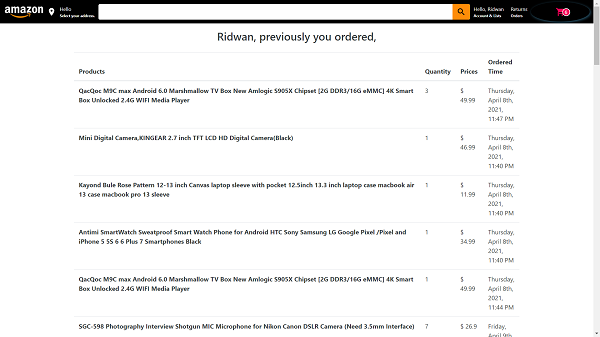 amazon
Hello
Select your address.
Hello, Ridwan
Account & Lists
Returns
Orders
Ridwan, previously you ordered,
Products Quantity Prices Ordered Time
QacQoc M9C max Android 6.0 Marshmallow TV Box New Amlogic S905X Chipset [2G DDR3/16G eMMC] 4K Smart
Box Unlocked 2.4G WIFI Media Player
3
$ 49.99
Thursday,
April 8th,
2021,
11:47 PM
Mini Digital Camera,KINGEAR 2.7 inch TFT LCD HD Digital Camera(Black)
1
$ 46.99
Thursday,
April 8th,
2021,
11:40 PM
Kayond Bule Rose Pattern 12-13 inch Canvas laptop sleeve with pocket 12.5inch 13.3 inch laptop case macbook air
13 case macbook pro 13 sleeve
1
$ 11.99
Thursday,
April 8th,
2021,
11:40 PM
Antimi SmartWatch Sweatproof Smart Watch Phone for Android HTC Sony Samsung LG Google Pixel /Pixel and
iPhone 5 5S 6 6 Plus 7 Smartphones Black
1
$ 34.99
Thursday,
April 8th,
2021,
11:40 PM
QacQoc M9C max Android 6.0 Marshmallow TV Box New Amlogic S905X Chipset [2G DDR3/16G eMMC] 4K Smart
Box Unlocked 2.4G WIFI Media Player
1
$ 49.99
Thursday,
April 8th,
2021,
11:44 PM
SGC-598 Photography Interview Shotgun MIC Microphone for Nikon Canon DSLR Camera (Need 3.5mm Interface)
7
$ 26.9
Friday,
April 9th